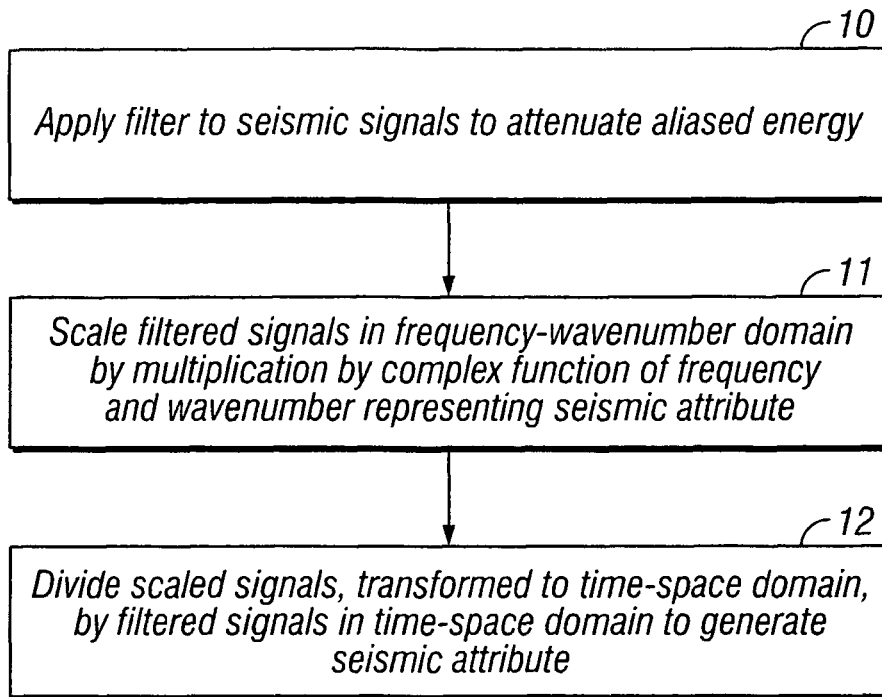 10
Apply filter to seismic signals to attenuate aliased energy
11
Scale filtered signals in frequency-wavenumber domain
by multiplication by complex function of frequency
and wavenumber representing seismic attribute
12
Divide scaled signals, transformed to time-space domain,
by filtered signals in time-space domain to generate
seismic attribute